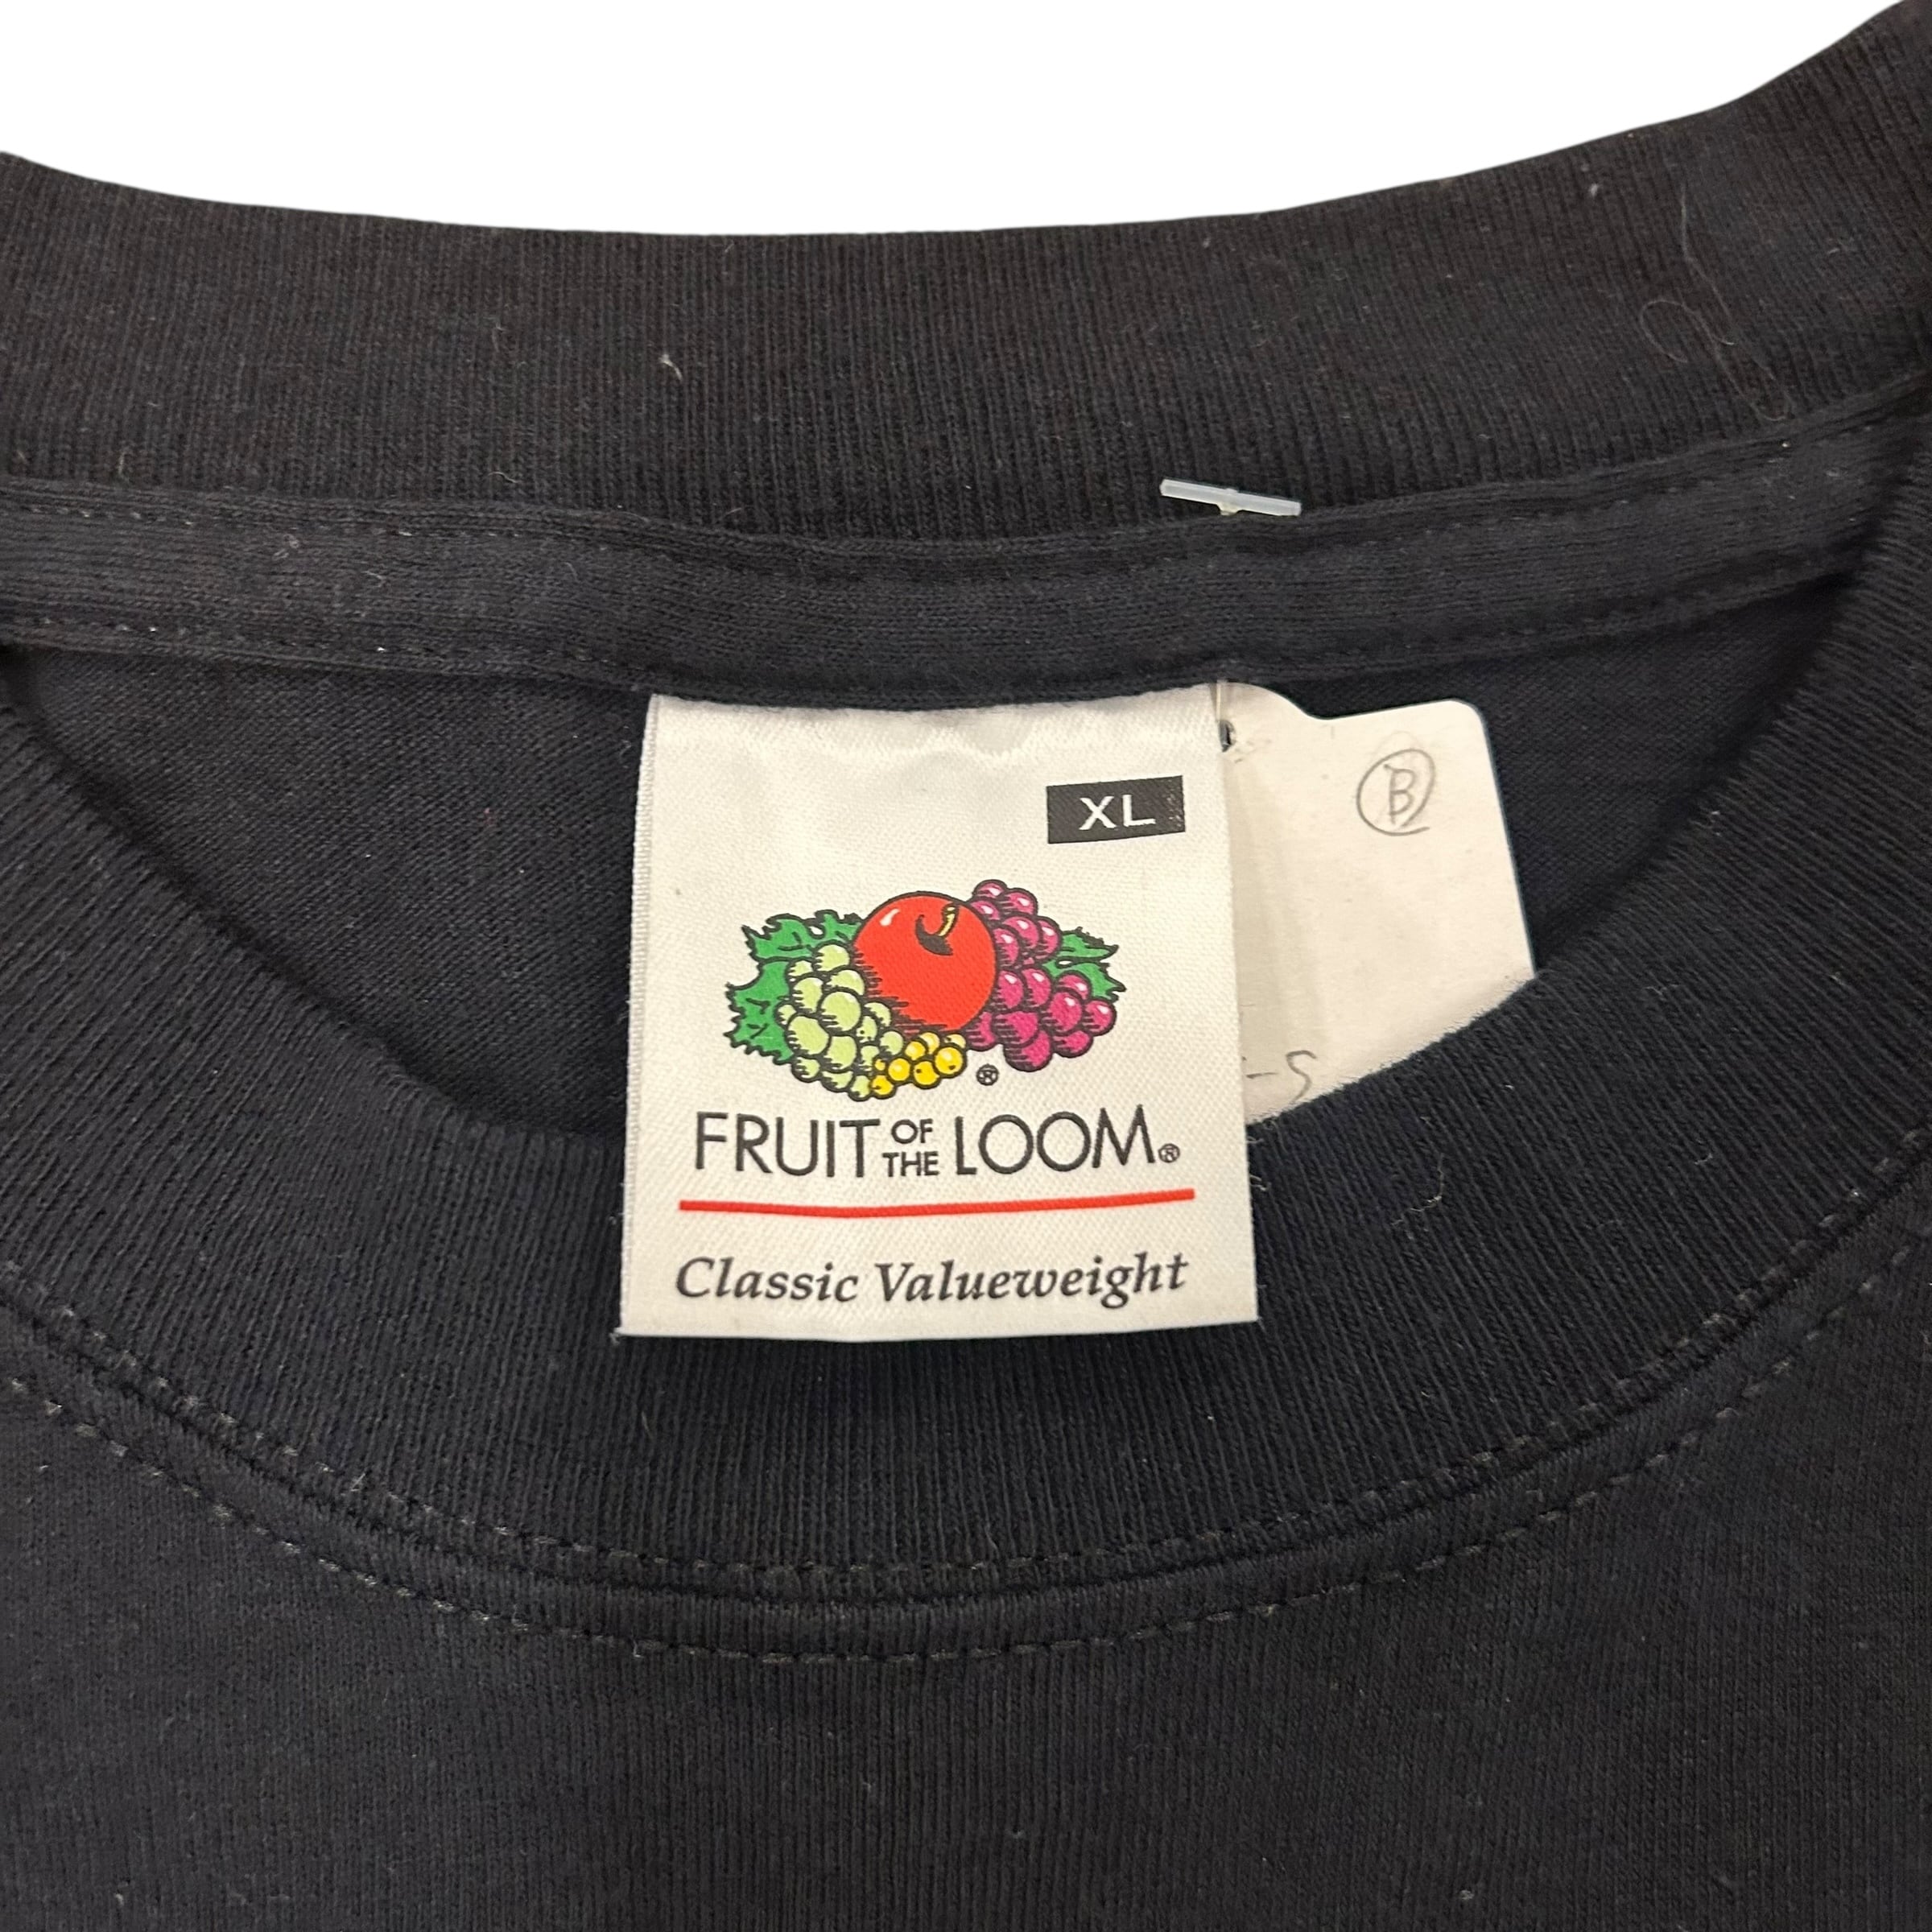 XL
B
®
FRUIT OF THE LOOM®
Classic Valueweight
-S